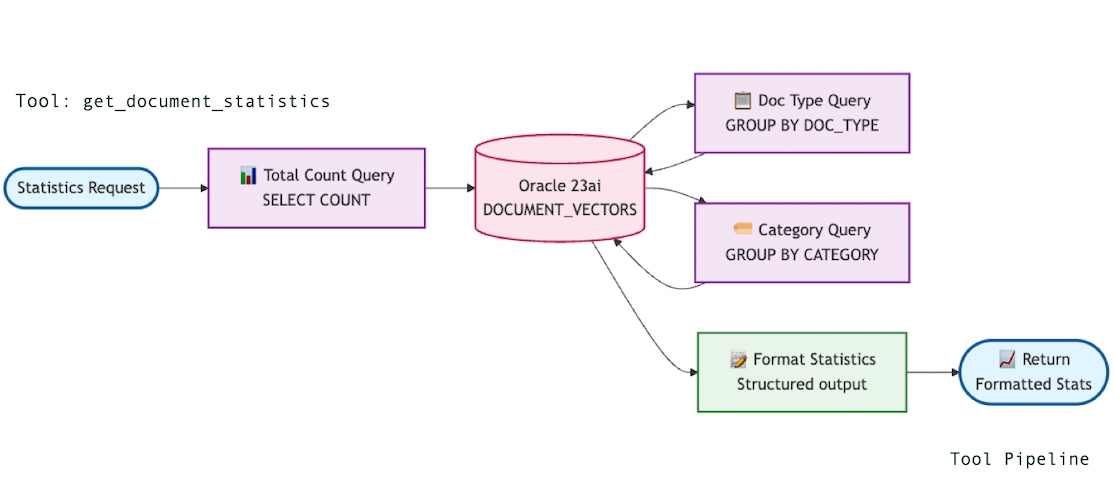 Tool: get_document_statistics
Statistics Request
Total Count Query
SELECT COUNT
Oracle 23ai
DOCUMENT_VECTORS
Doc Type Query
GROUP BY DOC_TYPE
Category Query
GROUP BY CATEGORY
Format Statistics
Structured output
Return
Formatted Stats
Tool Pipeline